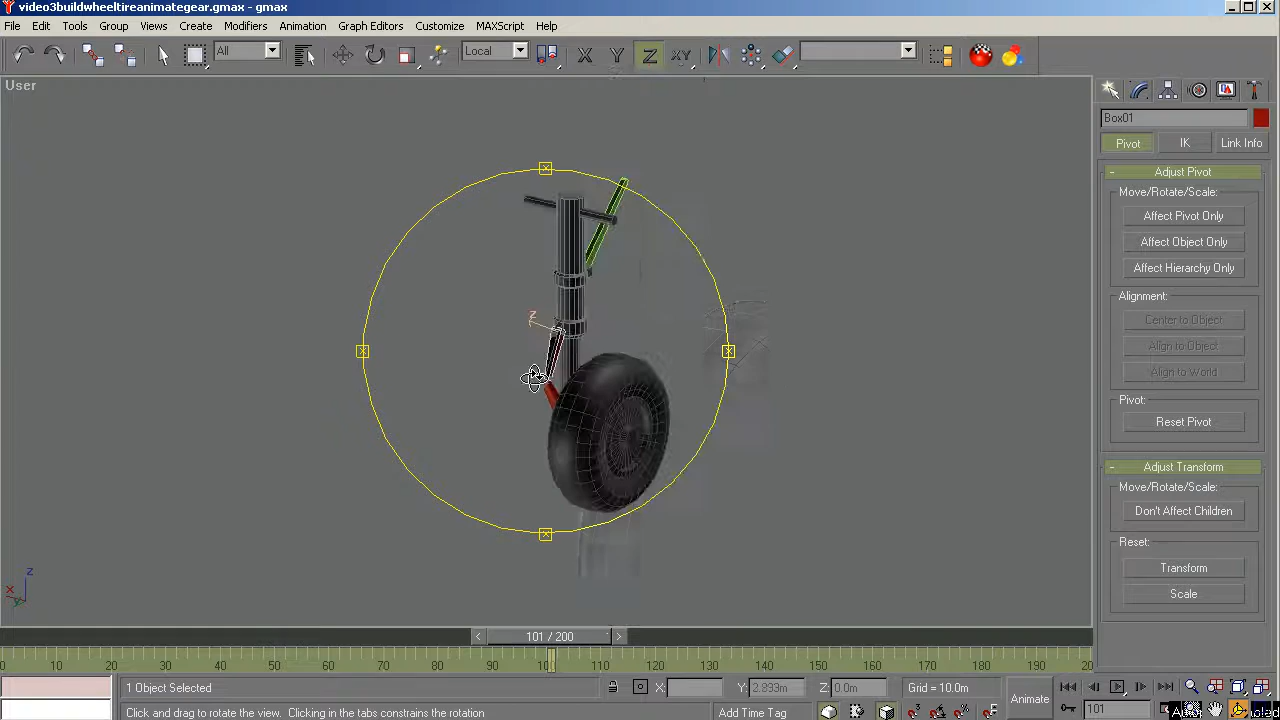 video3buildwheeltireanimategear.gmax - gmax
File Edit Tools Group Views Create Modifiers Animation Graph Editors Customize MAXScript Help
All Local X Y Z XY
User
Box01
Pivot IK Link Info
- Adjust Pivot
Move/Rotate/Scale:
Affect Pivot Only
Affect Object Only
Affect Hierarchy Only
Alignment:
Center to Object
Align to Object
Align to World
Pivot:
Reset Pivot
- Adjust Transform
Move/Rotate/Scale:
Don't Affect Children
Reset:
Transform
Scale
z
z
x
y
< 101 / 200 >
0 10 20 30 40 50 60 70 80 90 100 110 120 130 140 150 160 170 180 190 20
1 Object Selected X: Y: 2.833m Z: 0.0m Grid = 10.0m Animate
Click and drag to rotate the view. Clicking in the tabs constrains the rotation Add Time Tag 101